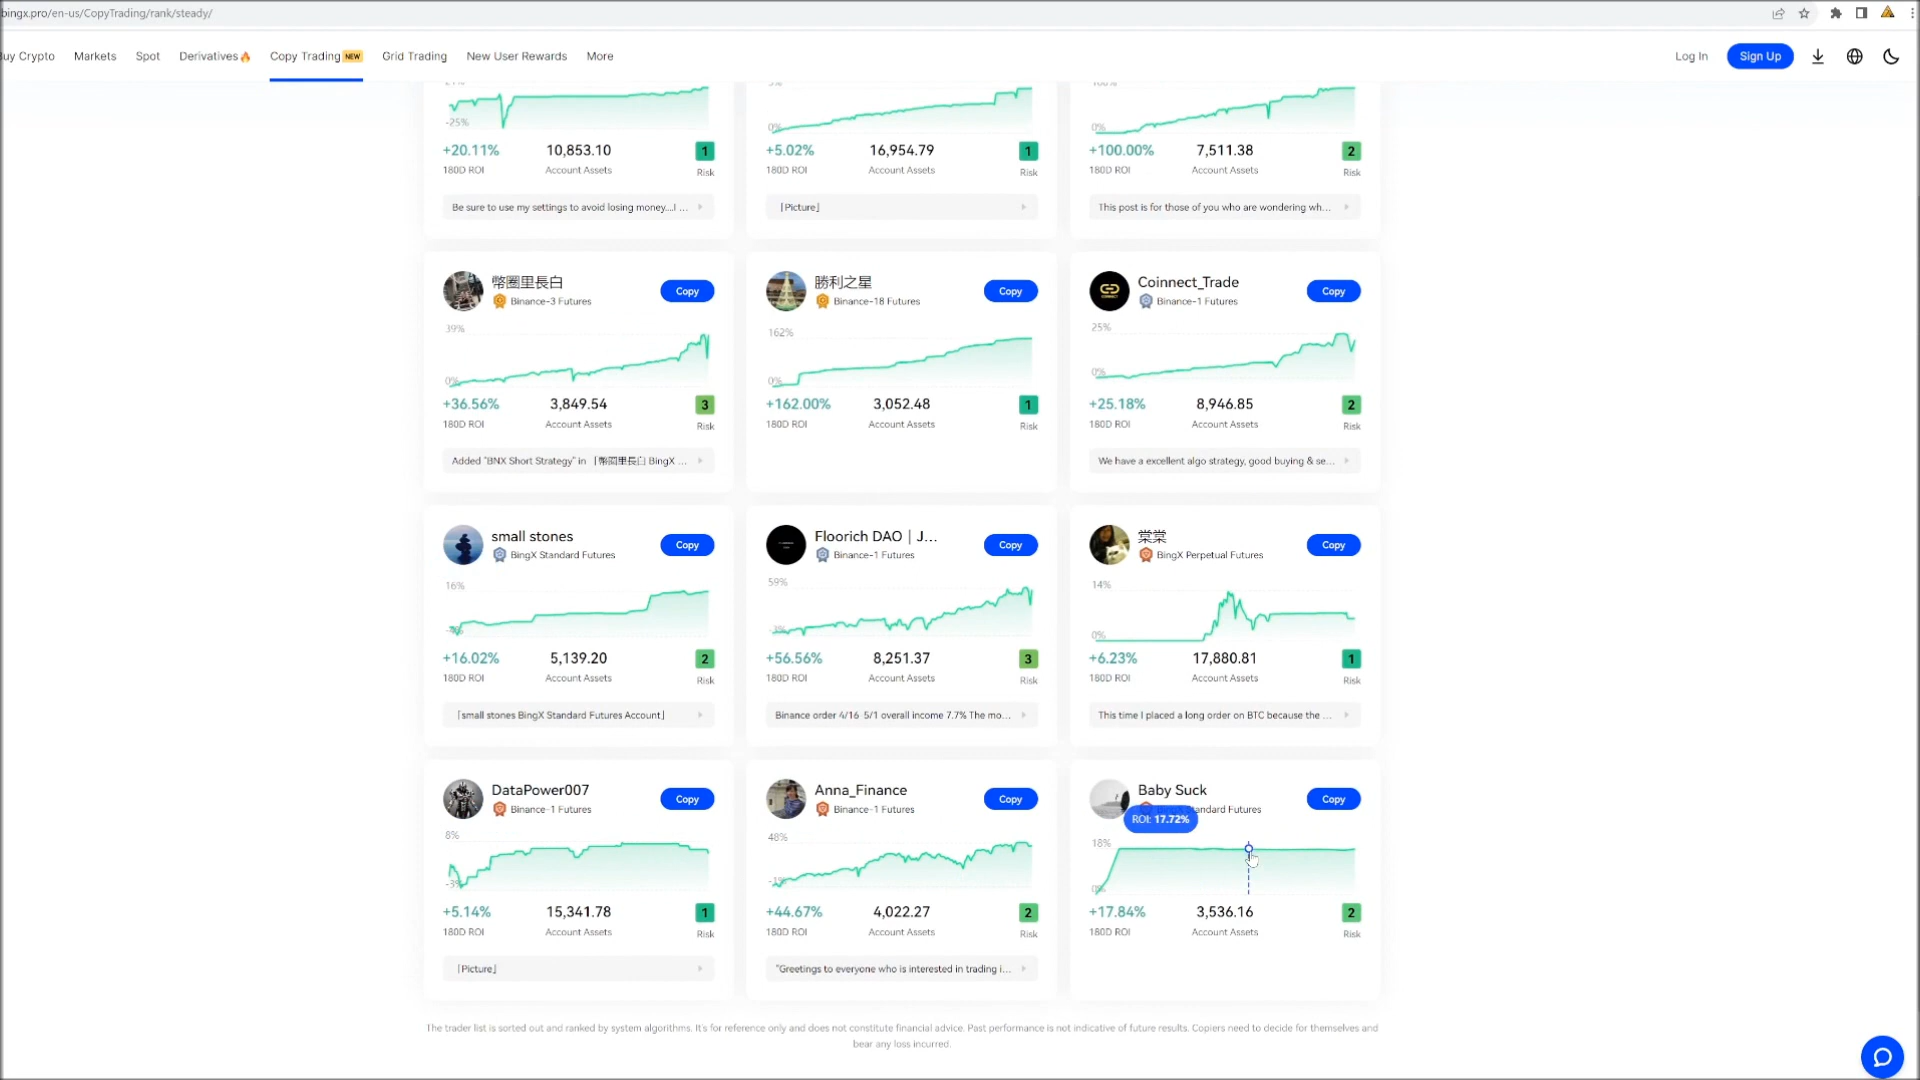 bingx.pro/en-us/CopyTrading/rank/steady/
Buy Crypto Markets Spot Derivatives Copy Trading NEW Grid Trading New User Rewards More Log In Sign Up
-25%
0%
100%
0%
+20.11% 10,853.10 1
180D ROI Account Assets Risk
+5.02% 16,954.79 1
180D ROI Account Assets Risk
+100.00% 7,511.38 2
180D ROI Account Assets Risk
Be sure to use my settings to avoid losing money....I ...
「Picture」
This post is for those of you who are wondering wh...
幣圈里長白 Copy
Binance-3 Futures
39%
0%
+36.56% 3,849.54 3
180D ROI Account Assets Risk
Added "BNX Short Strategy" in 「幣圈里長白 BingX ...
勝利之星 Copy
Binance-18 Futures
162%
0%
+162.00% 3,052.48 1
180D ROI Account Assets Risk
Coinnect_Trade Copy
Binance-1 Futures
25%
0%
+25.18% 8,946.85 2
180D ROI Account Assets Risk
We have a excellent algo strategy, good buying & se...
small stones Copy
BingX Standard Futures
16%
+16.02% 5,139.20 2
180D ROI Account Assets Risk
「small stones BingX Standard Futures Account」
Floorich DAO | J... Copy
Binance-1 Futures
59%
+56.56% 8,251.37 3
180D ROI Account Assets Risk
Binance order 4/16 5/1 overall income 7.7% The mo...
棠棠 Copy
BingX Perpetual Futures
14%
0%
+6.23% 17,880.81 1
180D ROI Account Assets Risk
This time I placed a long order on BTC because the ...
DataPower007 Copy
Binance-1 Futures
8%
-3%
+5.14% 15,341.78 1
180D ROI Account Assets Risk
「Picture」
Anna_Finance Copy
Binance-1 Futures
48%
-1%
+44.67% 4,022.27 2
180D ROI Account Assets Risk
"Greetings to everyone who is interested in trading i...
Baby Suck Copy
Standard Futures
ROI: 17.72%
18%
0%
+17.84% 3,536.16 2
180D ROI Account Assets Risk
The trader list is sorted out and ranked by system algorithms. It's for reference only and does not constitute financial advice. Past performance is not indicative of future results. Copiers need to decide for themselves and
bear any loss incurred.